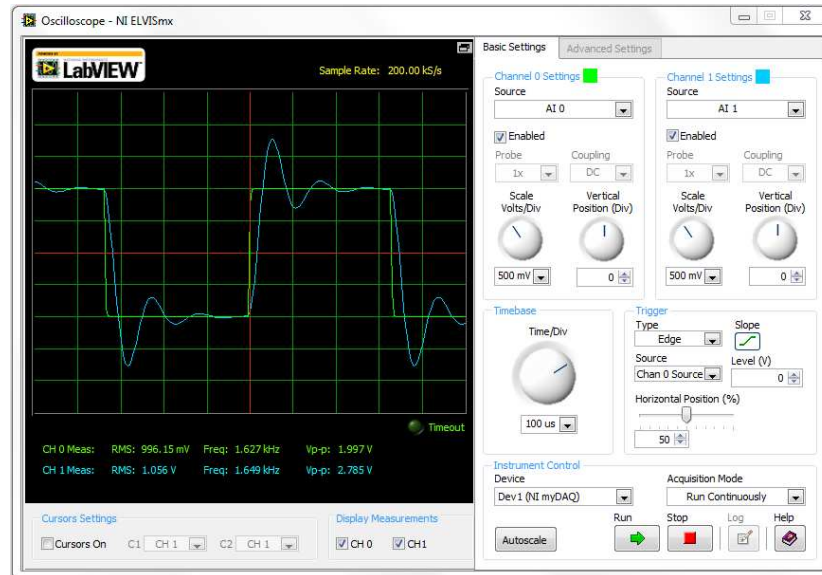 Oscilloscope - NI ELVISmx
LabVIEW
Sample Rate: 200.00 kS/s
Timeout
CH 0 Meas: RMS: 996.15 mV Freq: 1.627 kHz Vp-p: 1.997 V
CH 1 Meas: RMS: 1.056 V Freq: 1.649 kHz Vp-p: 2.785 V
Cursors Settings
Cursors On C1 CH 1 C2 CH 1
Display Measurements
CH 0 CH1
Basic Settings Advanced Settings
Channel 0 Settings
Source
AI 0
Enabled
Probe Coupling
1x DC
Scale Vertical
Volts/Div Position (Div)
500 mV 0
Channel 1 Settings
Source
AI 1
Enabled
Probe Coupling
1x DC
Scale Vertical
Volts/Div Position (Div)
500 mV 0
Timebase
Time/Div
100 us
Trigger
Type Slope
Edge
Source Level (V)
Chan 0 Source 0
Horizontal Position (%)
50
Instrument Control
Device Acquisition Mode
Dev1 (NI myDAQ) Run Continuously
Run Stop Log Help
Autoscale